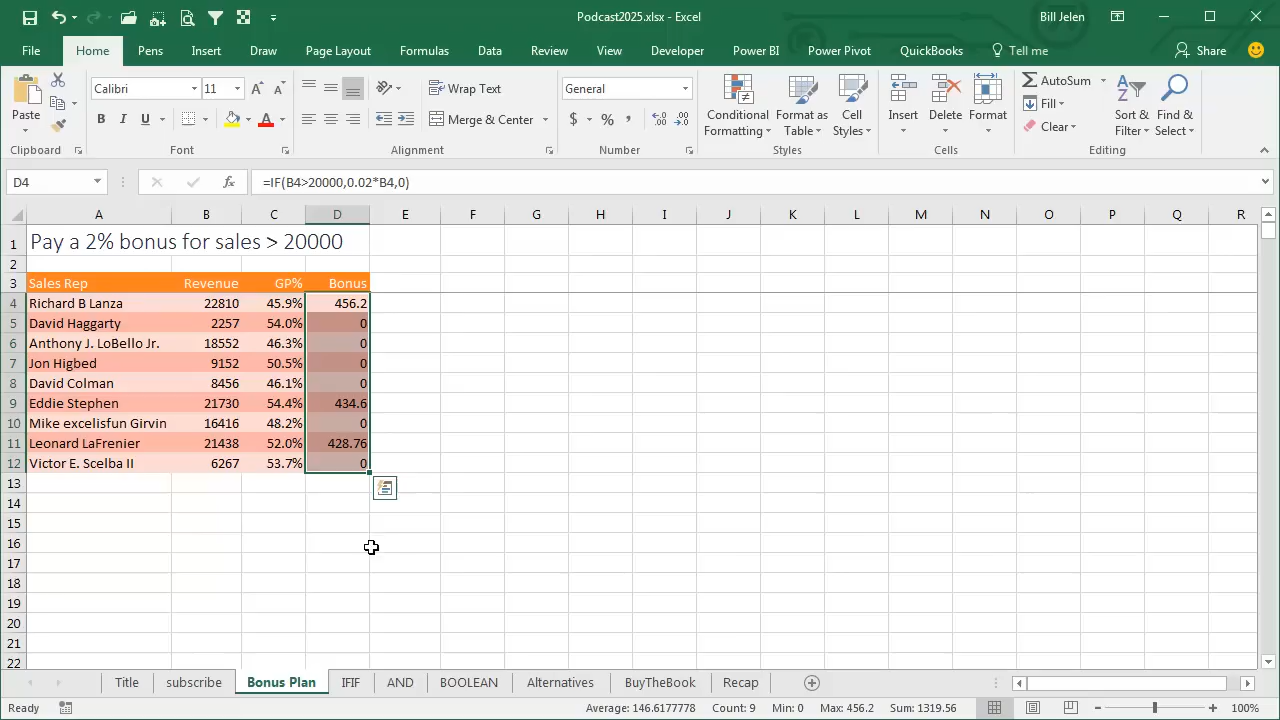 Podcast2025.xlsx - Excel
Bill Jelen
File Home Pens Insert Draw Page Layout Formulas Data Review View Developer Power BI Power Pivot QuickBooks Tell me Share
Paste
Clipboard
Calibri 11
B I U
A
Font
Wrap Text
Merge & Center
Alignment
General
$ % ,
Number
Conditional Formatting
Format as Table
Cell Styles
Styles
Insert
Delete
Format
Cells
AutoSum
Fill
Clear
Sort & Filter
Find & Select
Editing
D4
fx
=IF(B4>20000,0.02*B4,0)
A B C D E F G H I J K L M N O P Q R
1 Pay a 2% bonus for sales > 20000
2
3 Sales Rep Revenue GP% Bonus
4 Richard B Lanza 22810 45.9% 456.2
5 David Haggarty 2257 54.0% 0
6 Anthony J. LoBello Jr. 18552 46.3% 0
7 Jon Higbed 9152 50.5% 0
8 David Colman 8456 46.1% 0
9 Eddie Stephen 21730 54.4% 434.6
10 Mike excelisfun Girvin 16416 48.2% 0
11 Leonard LaFrenier 21438 52.0% 428.76
12 Victor E. Scelba II 6267 53.7% 0
13
14
15
16
17
18
19
20
21
22
Title subscribe Bonus Plan IFIF AND BOOLEAN Alternatives BuyTheBook Recap
Ready Average: 146.6177778 Count: 9 Min: 0 Max: 456.2 Sum: 1319.56 100%